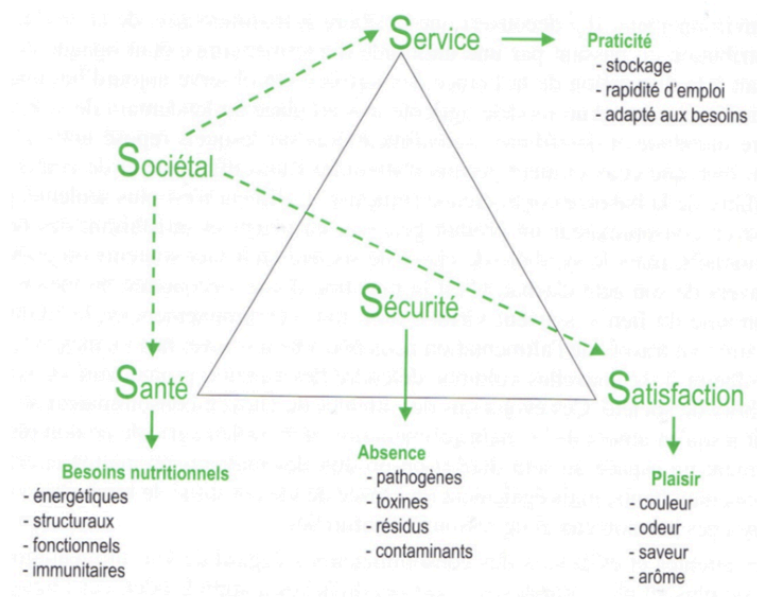 Service
Praticité
- stockage
- rapidité d'emploi
- adapté aux besoins
Sociétal
Sécurité
Santé
Satisfaction
Besoins nutritionnels
- énergétiques
- structuraux
- fonctionnels
- immunitaires
Absence
- pathogènes
- toxines
- résidus
- contaminants
Plaisir
- couleur
- odeur
- saveur
- arôme